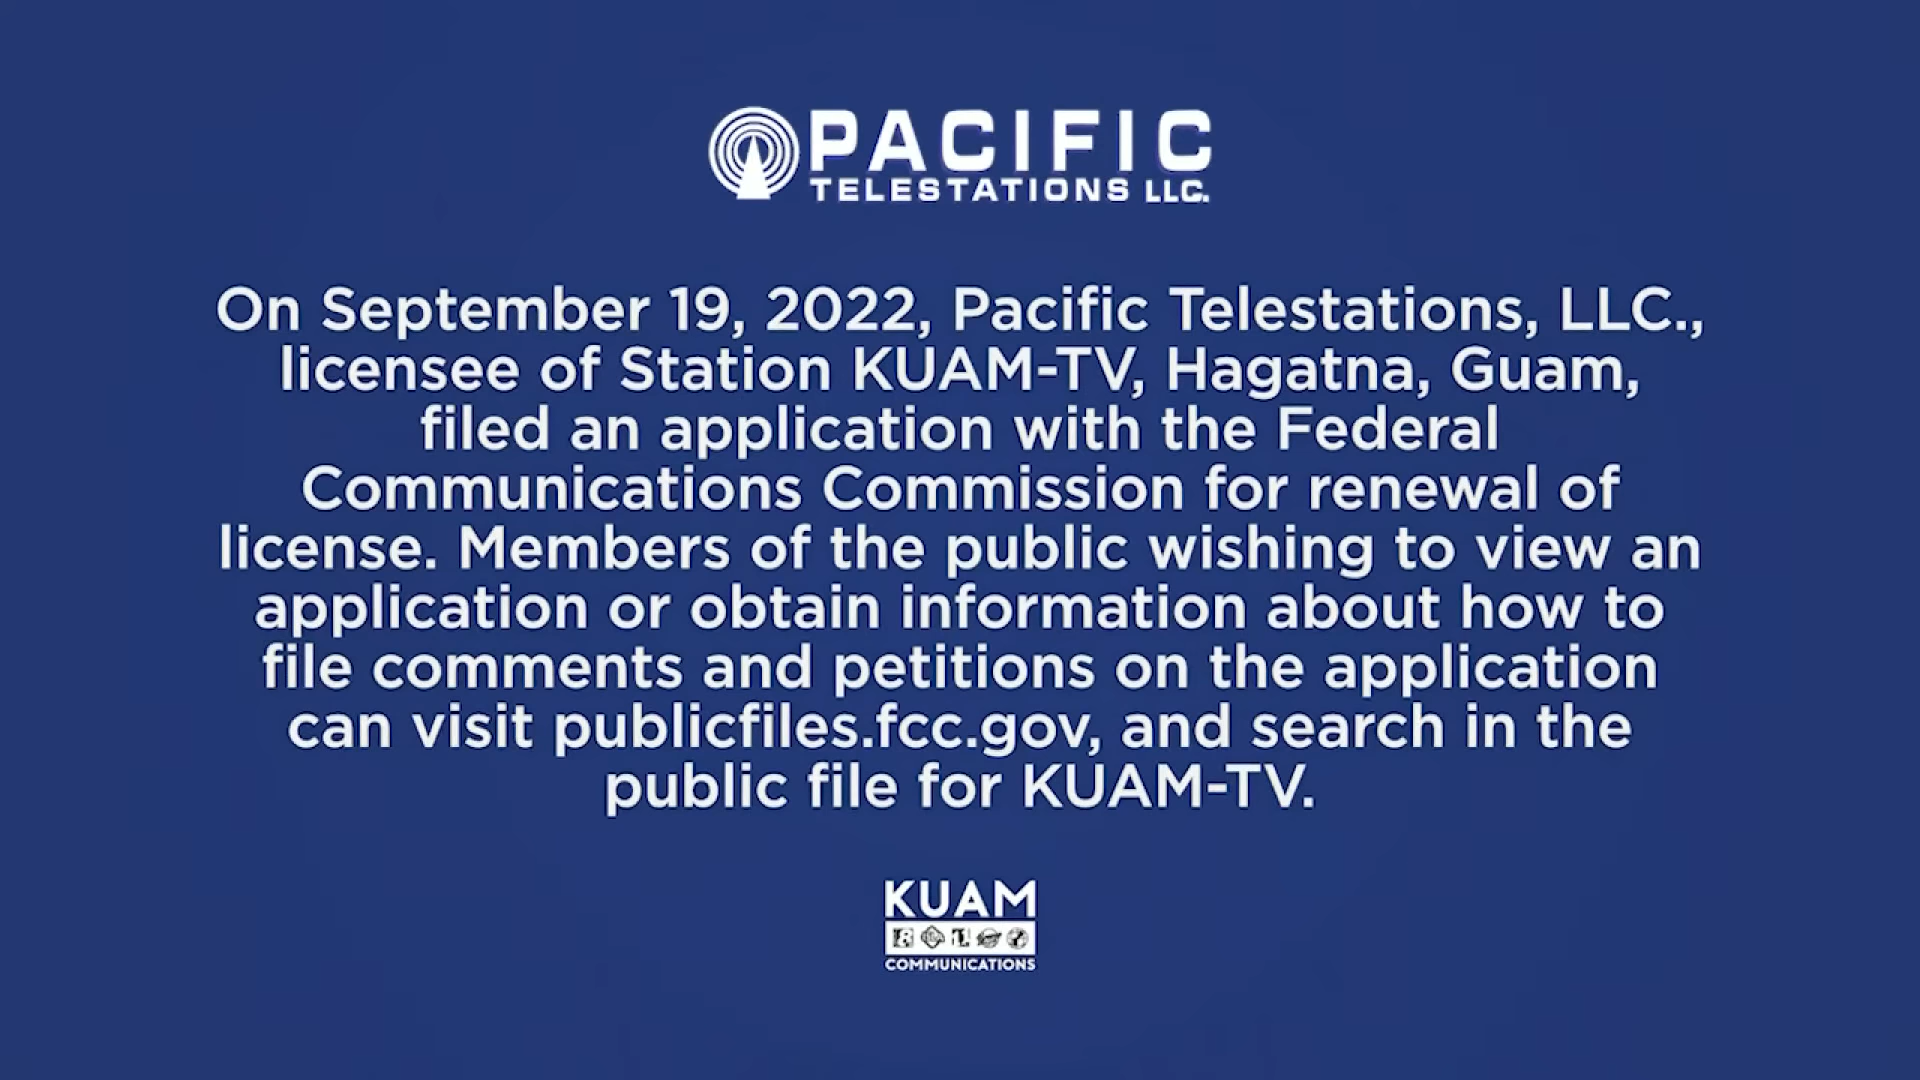 PACIFIC
TELESTATIONS LLC.
On September 19, 2022, Pacific Telestations, LLC.,
licensee of Station KUAM-TV, Hagatna, Guam,
filed an application with the Federal
Communications Commission for renewal of
license. Members of the public wishing to view an
application or obtain information about how to
file comments and petitions on the application
can visit publicfiles.fcc.gov, and search in the
public file for KUAM-TV.
KUAM
COMMUNICATIONS